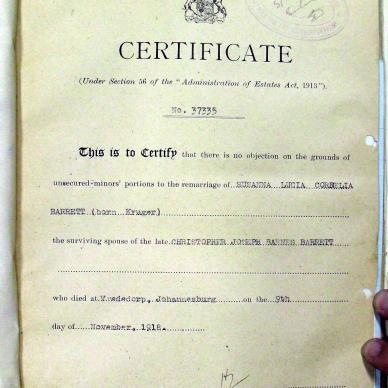 CERTIFICATE
(Under Section 56 of the "Administration of Estates Act, 1913").
No. 37335
This is to Certify that there is no objection on the grounds of
unsecured-minors' portions to the remarriage of SUSANNA LUCIA CORNELIA
BARRETT (born Kruger)
the surviving spouse of the late CHRISTOPHER JOSEPH BARNES BARRETT
who died at Vrededorp, Johannesburg on the 9th
day of November, 1918.